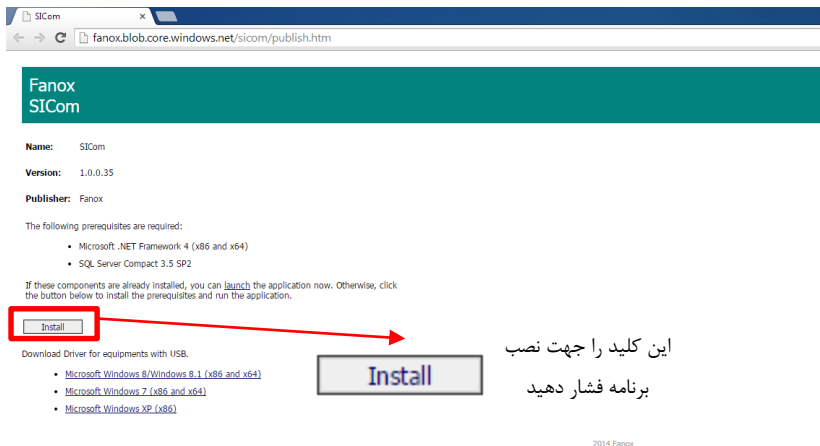 SICom
fanox.blob.core.windows.net/sicom/publish.htm
Fanox
SICom
Name: SICom
Version: 1.0.0.35
Publisher: Fanox
The following prerequisites are required:
• Microsoft .NET Framework 4 (x86 and x64)
• SQL Server Compact 3.5 SP2
If these components are already installed, you can launch the application now. Otherwise, click
the button below to install the prerequisites and run the application.
Install
Download Driver for equipments with USB.
• Microsoft Windows 8/Windows 8.1 (x86 and x64)
• Microsoft Windows 7 (x86 and x64)
• Microsoft Windows XP (x86)
Install
این کلید را جهت نصب
برنامه فشار دهید
2014 Fanox